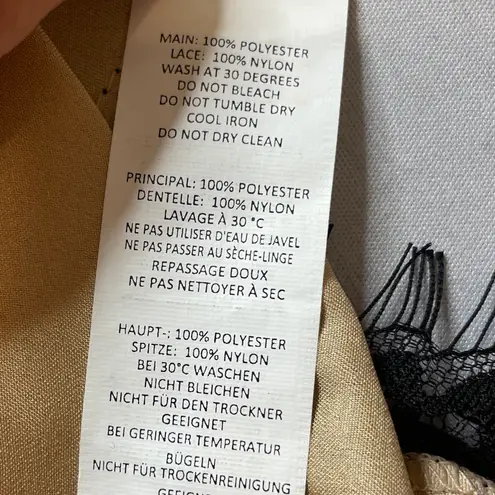 MAIN: 100% POLYESTER
LACE: 100% NYLON
WASH AT 30 DEGREES
DO NOT BLEACH
DO NOT TUMBLE DRY
COOL IRON
DO NOT DRY CLEAN
PRINCIPAL: 100% POLYESTER
DENTELLE: 100% NYLON
LAVAGE À 30 °C
NE PAS UTILISER D'EAU DE JAVEL
NE PAS PASSER AU SÈCHE-LINGE
REPASSAGE DOUX
NE PAS NETTOYER À SEC
HAUPT-: 100% POLYESTER
SPITZE: 100% NYLON
BEI 30°C WASCHEN
NICHT BLEICHEN
NICHT FÜR DEN TROCKNER
GEEIGNET
BEI GERINGER TEMPERATUR
BÜGELN
NICHT FÜR TROCKENREINIGUNG